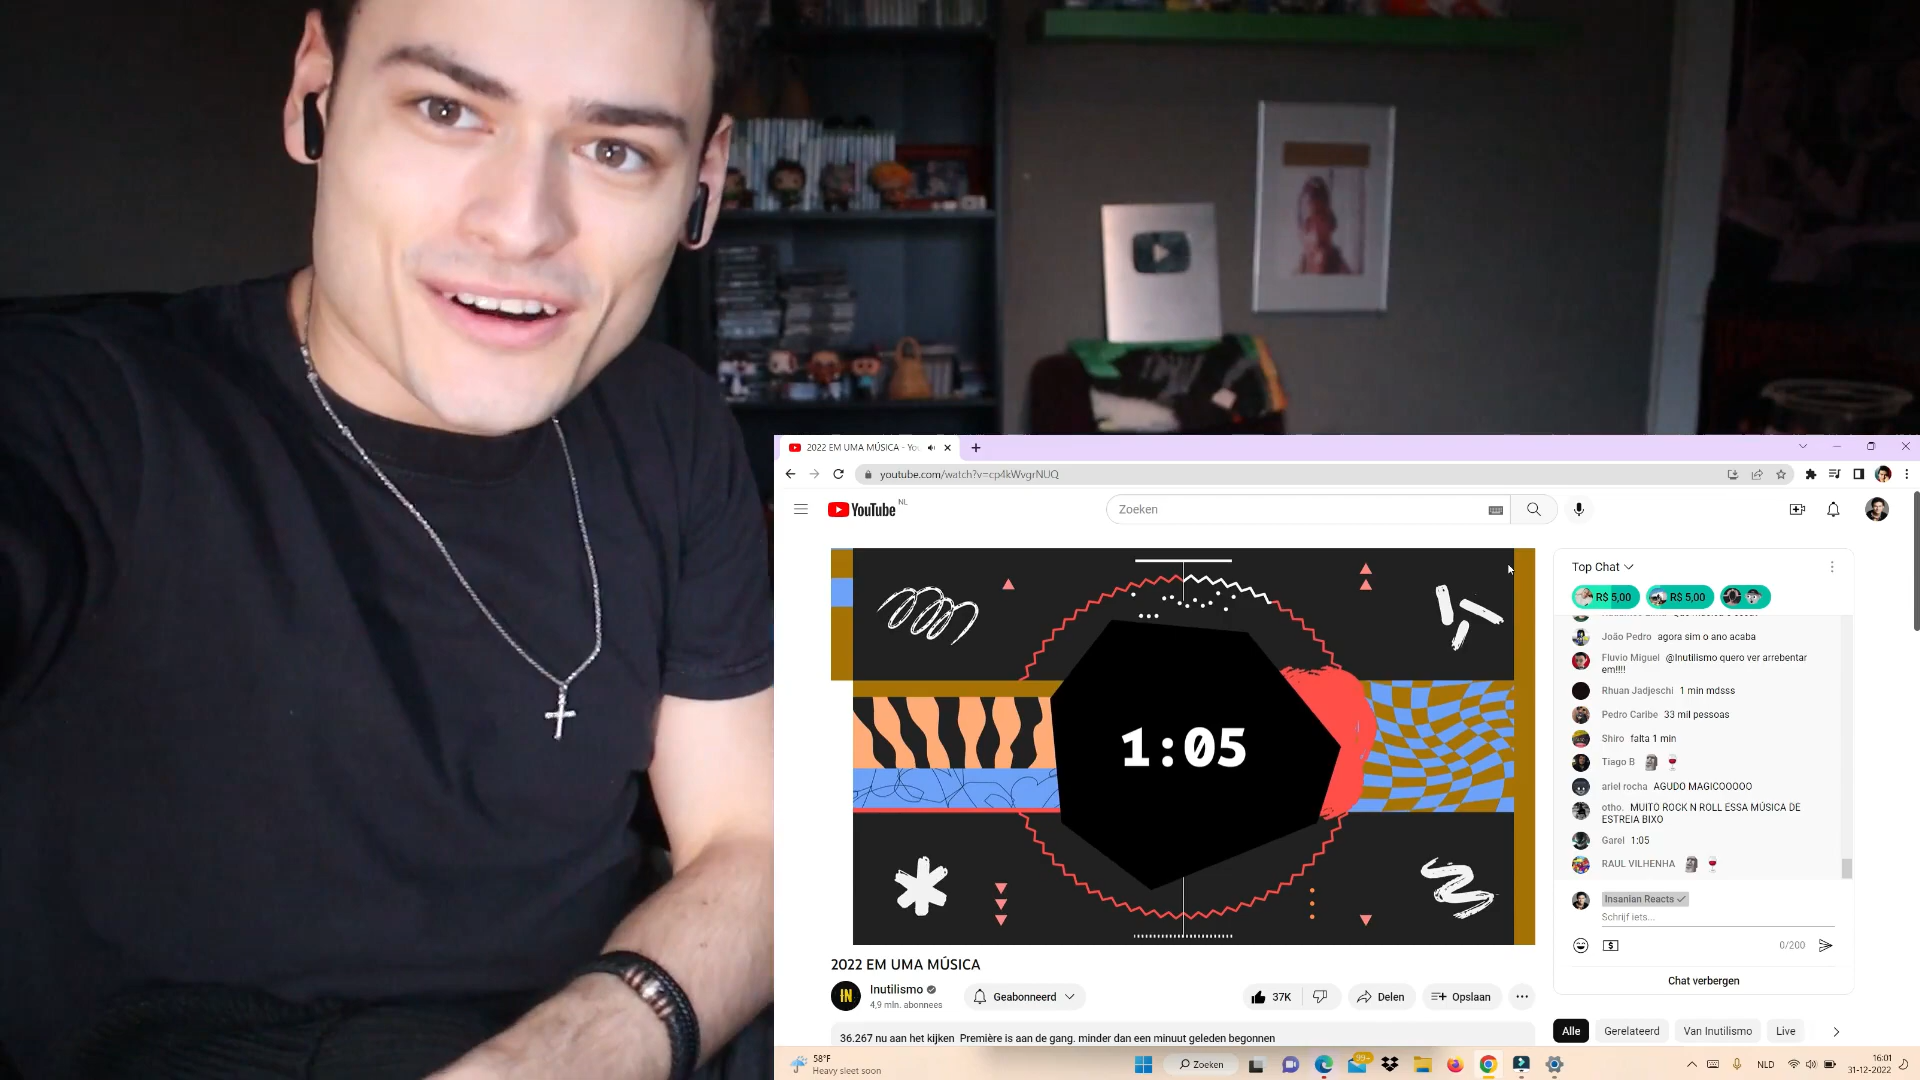 2022 EM UMA MÚSICA - Yo
youtube.com/watch?v=cp4kWvgrNUQ
YouTube NL
Zoeken
1:05
Top Chat
R$ 5,00
R$ 5,00
João Pedro agora sim o ano acaba
Fluvio Miguel @Inutilismo quero ver arrebentar
em!!!!
Rhuan Jadjeschi 1 min mdsss
Pedro Caribe 33 mil pessoas
Shiro falta 1 min
Tiago B 🗿 🍷
ariel rocha AGUDO MAGICOOOOO
otho. MUITO ROCK N ROLL ESSA MÚSICA DE
ESTREIA BIXO
Garel 1:05
RAUL VILHENHA 🗿 🍷
Insanian Reacts
Schrijf iets...
0/200
Chat verbergen
2022 EM UMA MÚSICA
IN
Inutilismo
4,9 mln. abonnees
Geabonneerd
37K
Delen
Opslaan
36.267 nu aan het kijken Première is aan de gang. minder dan een minuut geleden begonnen
Alle
Gerelateerd
Van Inutilismo
Live
58°F
Heavy sleet soon
Zoeken
99+
NLD
16:01
31-12-2022